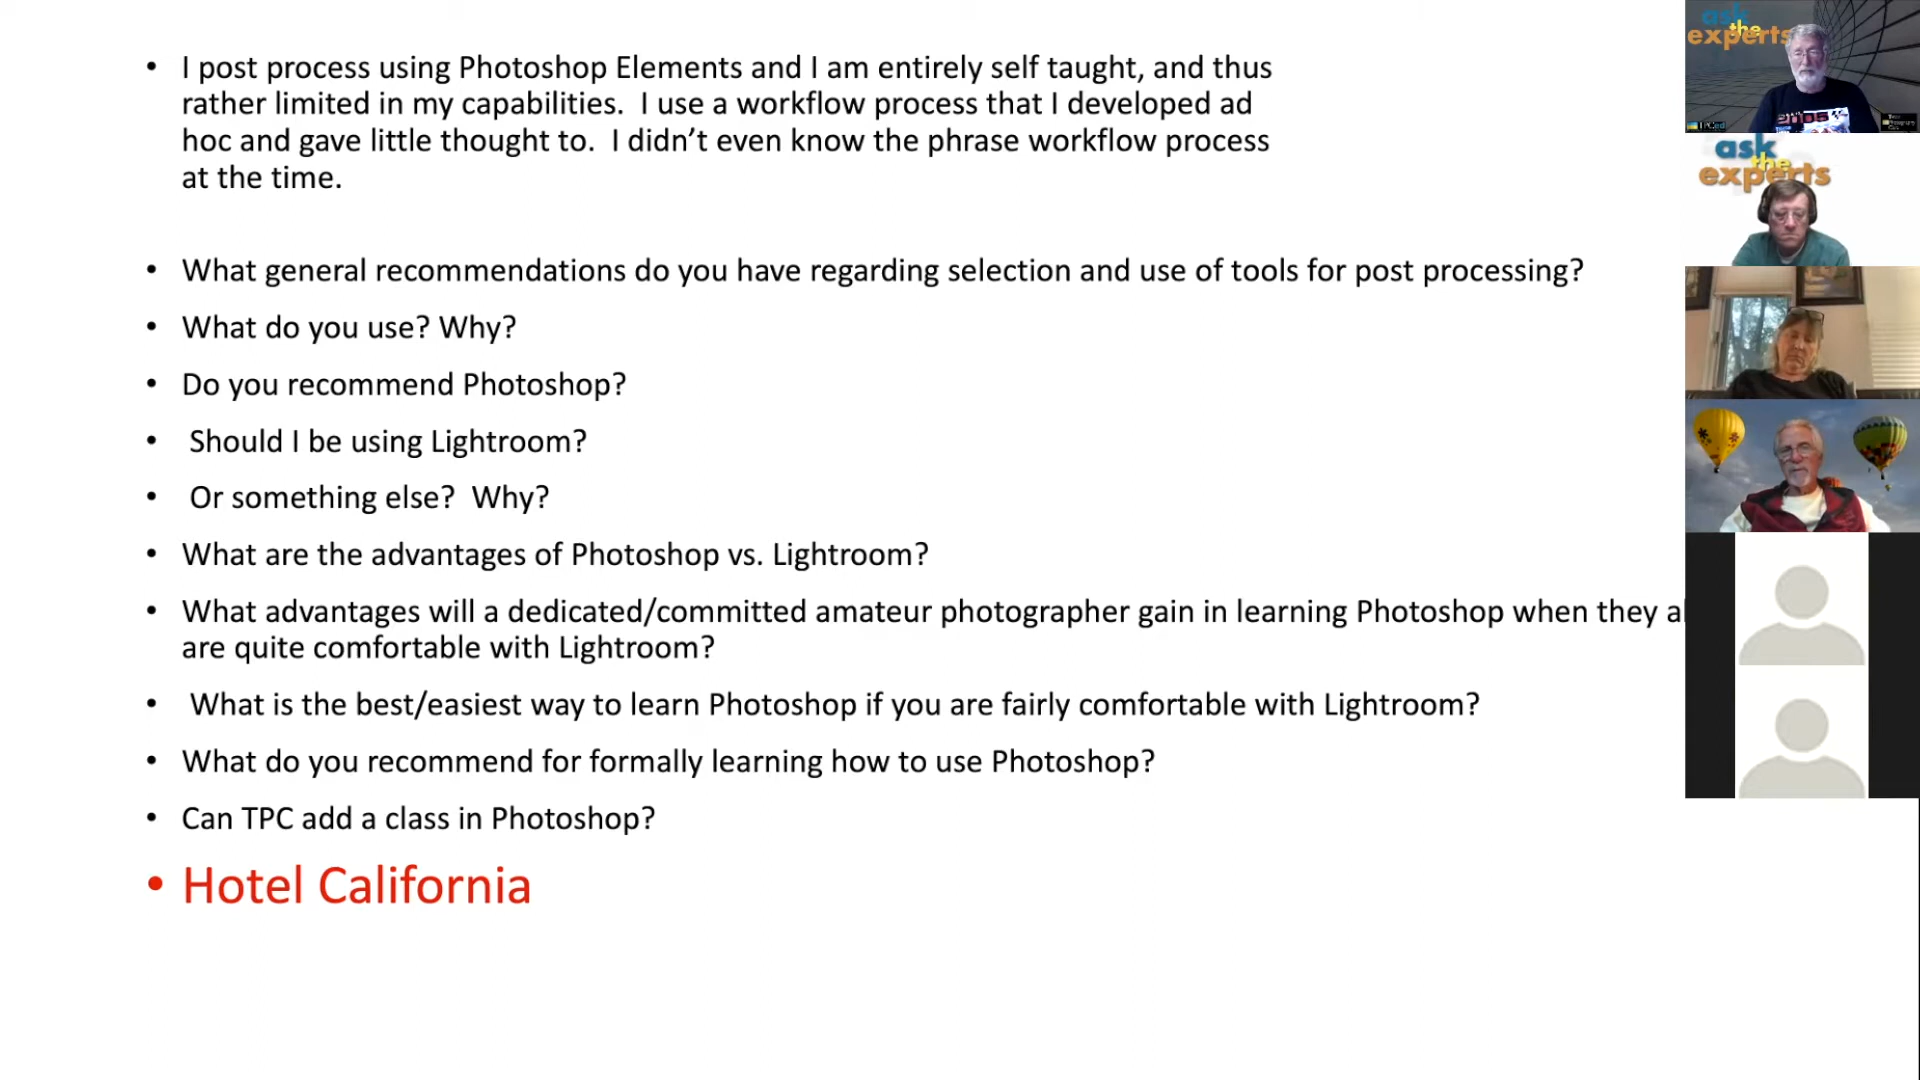 • I post process using Photoshop Elements and I am entirely self taught, and thus
rather limited in my capabilities.  I use a workflow process that I developed ad
hoc and gave little thought to.  I didn’t even know the phrase workflow process
at the time.
• What general recommendations do you have regarding selection and use of tools for post processing?
• What do you use? Why?
• Do you recommend Photoshop?
• Should I be using Lightroom?
• Or something else?  Why?
• What are the advantages of Photoshop vs. Lightroom?
• What advantages will a dedicated/committed amateur photographer gain in learning Photoshop when they
are quite comfortable with Lightroom?
• What is the best/easiest way to learn Photoshop if you are fairly comfortable with Lightroom?
• What do you recommend for formally learning how to use Photoshop?
• Can TPC add a class in Photoshop?
• Hotel California
ask
the
experts
ask
the
experts